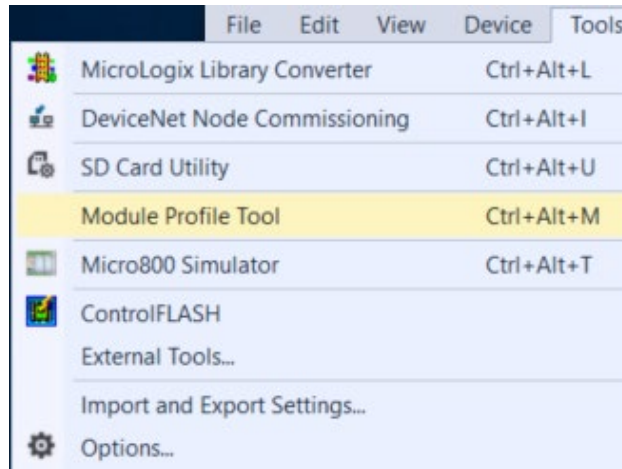 File Edit View Device Tools
MicroLogix Library Converter Ctrl+Alt+L
DeviceNet Node Commissioning Ctrl+Alt+I
SD Card Utility Ctrl+Alt+U
Module Profile Tool Ctrl+Alt+M
Micro800 Simulator Ctrl+Alt+T
ControlFLASH
External Tools...
Import and Export Settings...
Options...